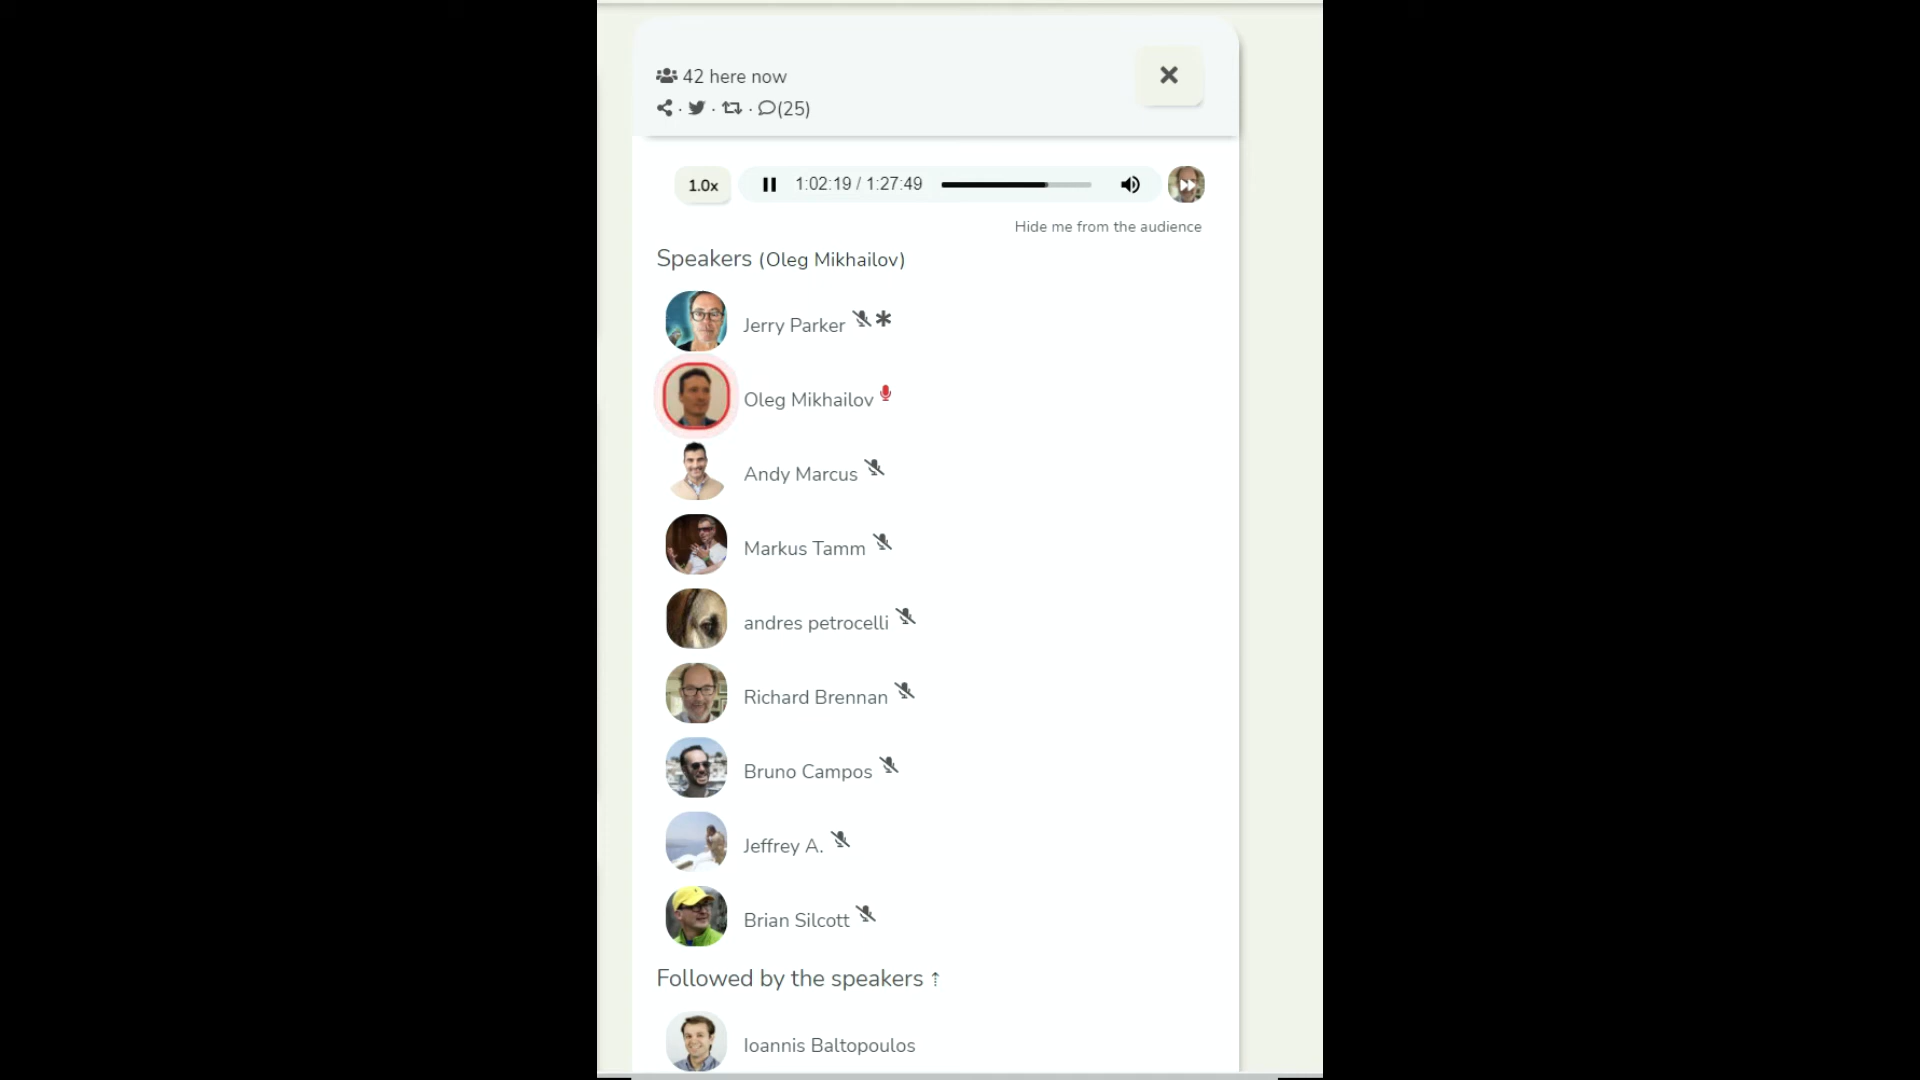 42 here now
· · · (25)
1.0x
1:02:19 / 1:27:49
Hide me from the audience
Speakers (Oleg Mikhailov)
Jerry Parker
Oleg Mikhailov
Andy Marcus
Markus Tamm
andres petrocelli
Richard Brennan
Bruno Campos
Jeffrey A.
Brian Silcott
Followed by the speakers ⇡
Ioannis Baltopoulos